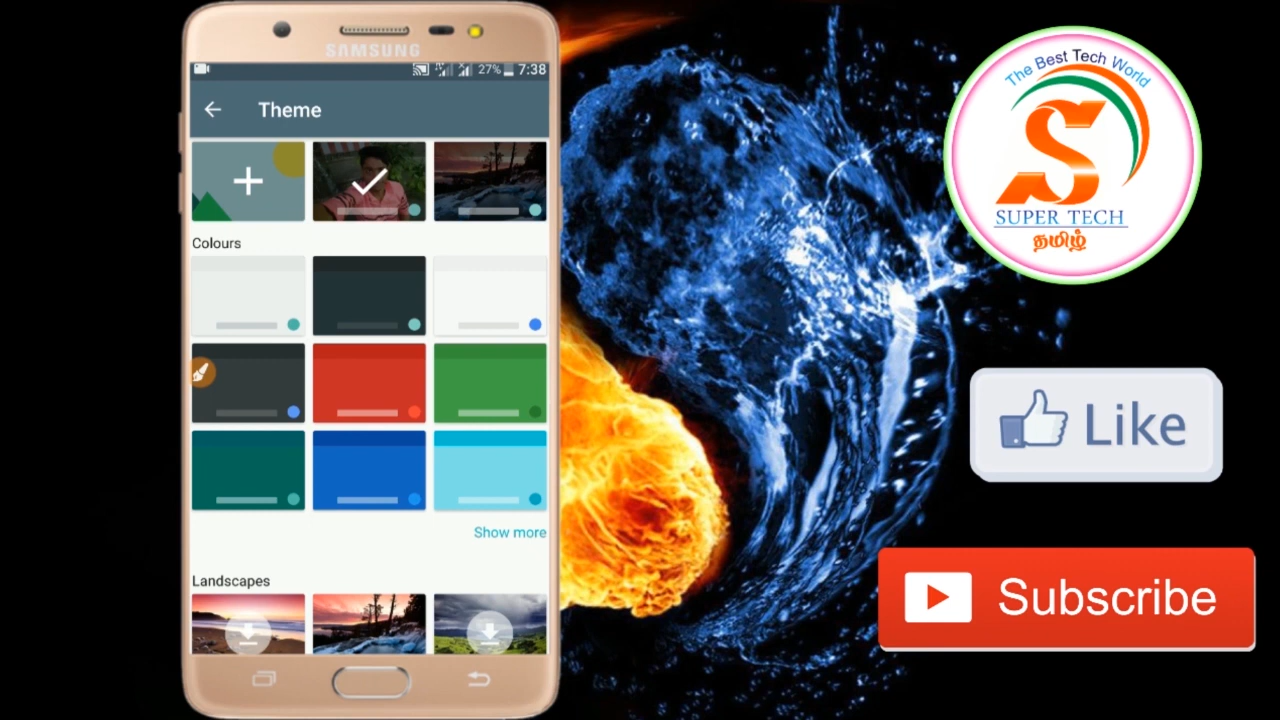 SAMSUNG
27% 7:38
Theme
Colours
Show more
Landscapes
The Best Tech World
S
SUPER TECH
தமிழ்
Like
Subscribe